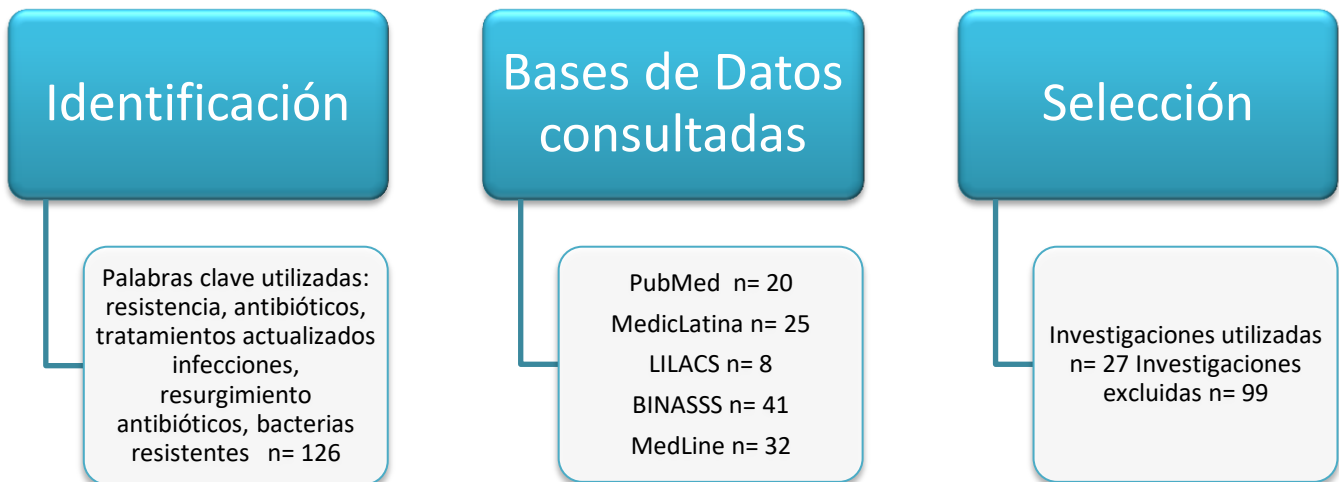 Identificación
Palabras clave utilizadas:
resistencia, antibióticos,
tratamientos actualizados
infecciones,
resurgimiento
antibióticos, bacterias
resistentes n= 126
Bases de Datos
consultadas
PubMed n= 20
MedicLatina n= 25
LILACS n= 8
BINASSS n= 41
MedLine n= 32
Selección
Investigaciones utilizadas
n= 27 Investigaciones
excluidas n= 99